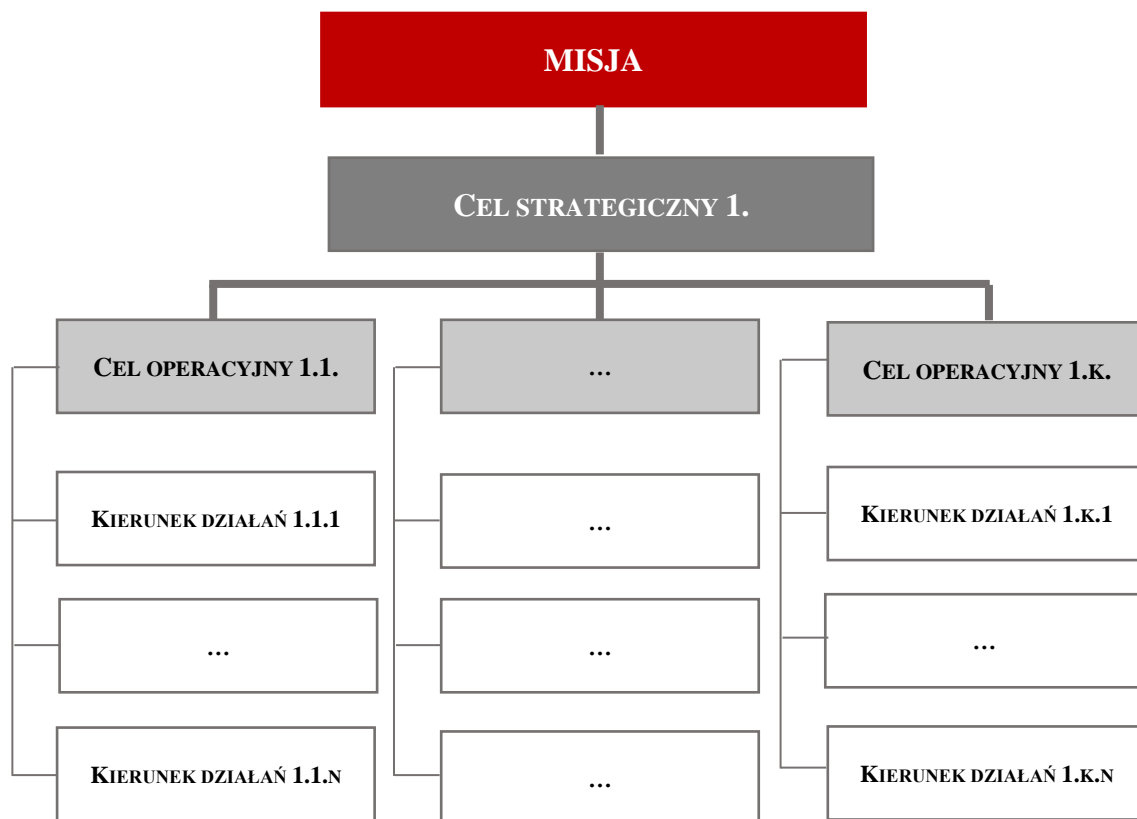 MISJA
CEL STRATEGICZNY 1.
CEL OPERACYJNY 1.1.
...
CEL OPERACYJNY 1.K.
KIERUNEK DZIAŁAŃ 1.1.1
...
KIERUNEK DZIAŁAŃ 1.K.1
...
...
...
KIERUNEK DZIAŁAŃ 1.1.N
...
KIERUNEK DZIAŁAŃ 1.K.N